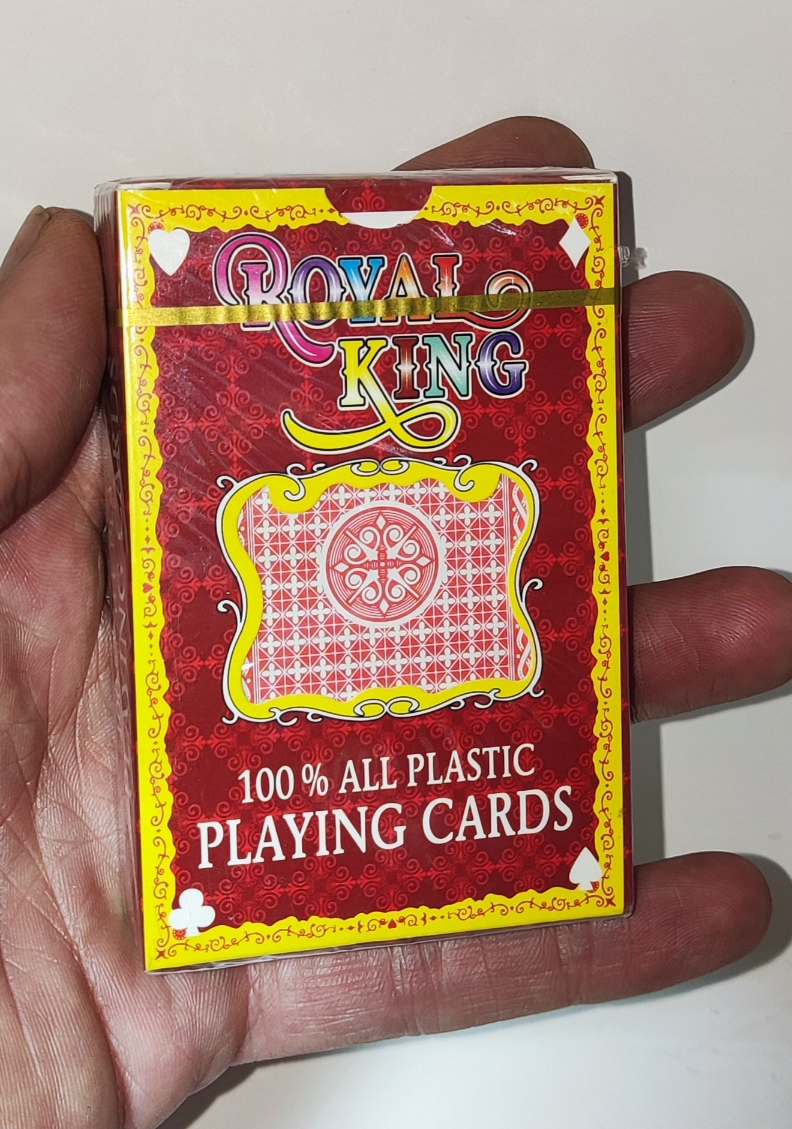 ROYAL
KING
100% ALL PLASTIC
PLAYING CARDS